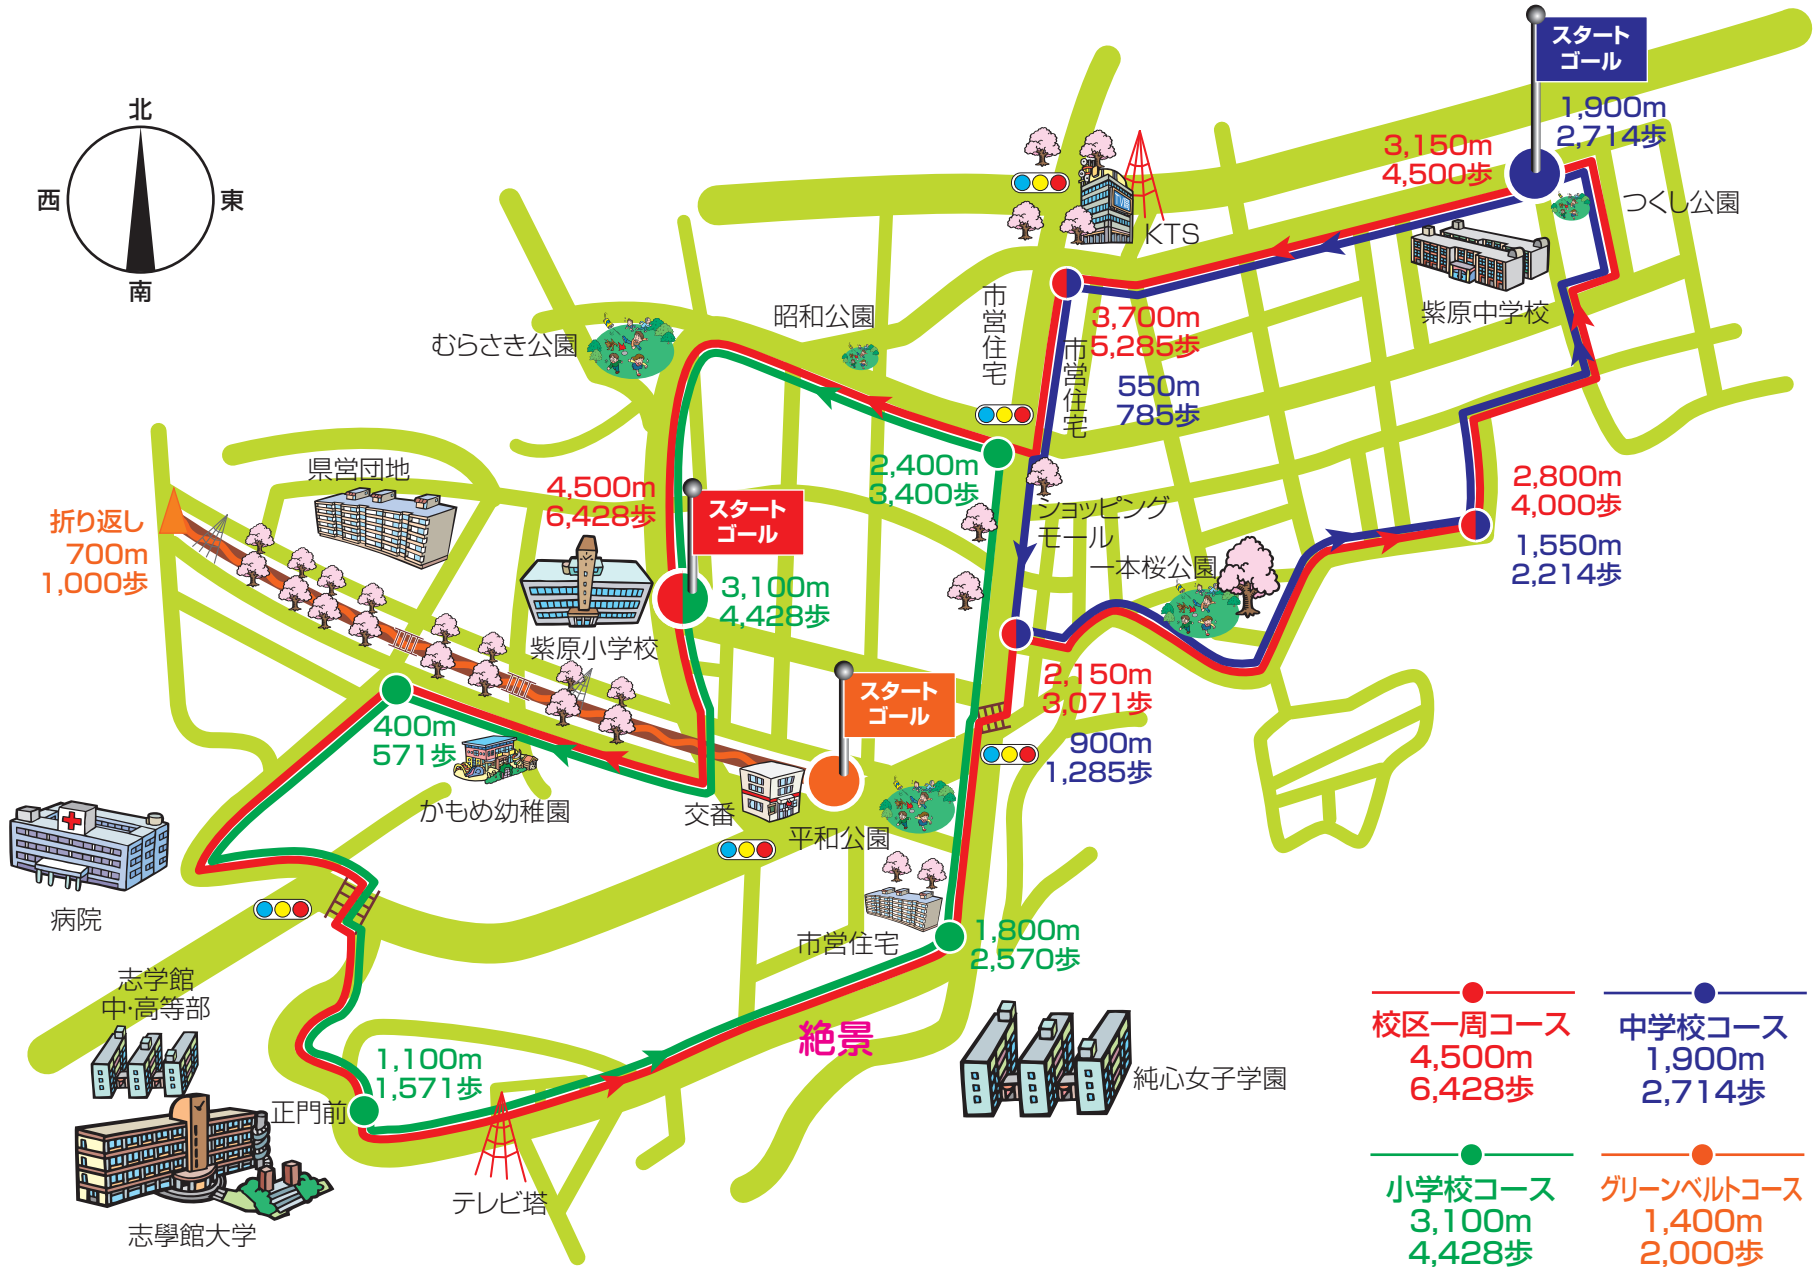 北
西
東
南
スタート
ゴール
1,900m
2,714歩
3,150m
4,500歩
つくし公園
KTS
紫原中学校
市営住宅
3,700m
5,285歩
市営住宅
550m
785歩
昭和公園
むらさき公園
2,400m
3,400歩
県営団地
4,500m
6,428歩
スタート
ゴール
ショッピング
モール
一本桜公園
2,800m
4,000歩
1,550m
2,214歩
折り返し
700m
1,000歩
3,100m
4,428歩
紫原小学校
スタート
ゴール
2,150m
3,071歩
900m
1,285歩
400m
571歩
かもめ幼稚園
交番
平和公園
病院
市営住宅
1,800m
2,570歩
志学館
中・高等部
絶景
1,100m
1,571歩
正門前
純心女子学園
テレビ塔
志學館大学
校区一周コース
4,500m
6,428歩
中学校コース
1,900m
2,714歩
小学校コース
3,100m
4,428歩
グリーンベルトコース
1,400m
2,000歩